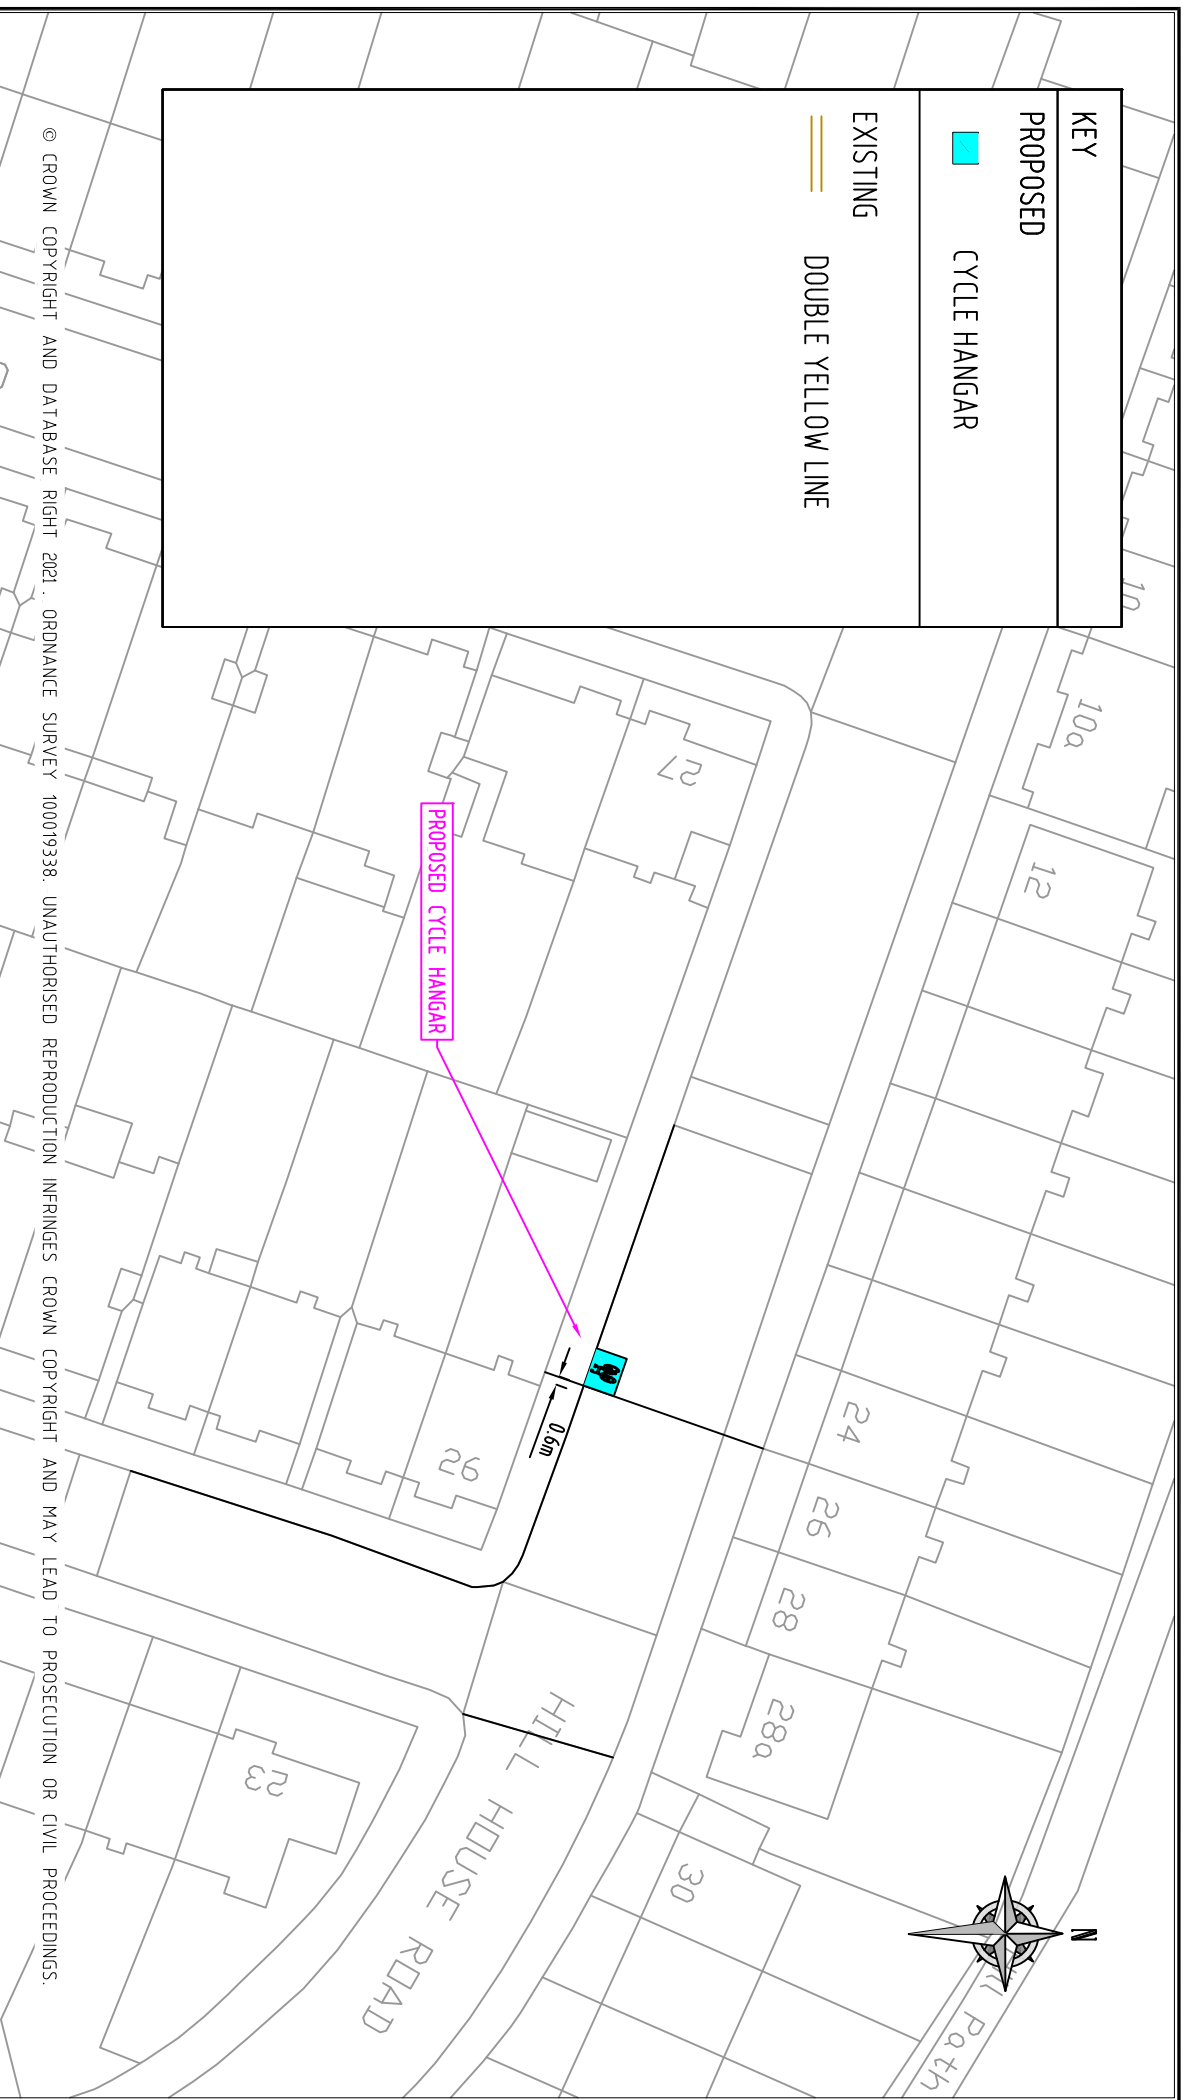 KEY
PROPOSED
CYCLE HANGAR
EXISTING
DOUBLE YELLOW LINE
N
Path
10
10a
12
27
24
26
28
28a
30
26
23
PROPOSED CYCLE HANGAR
0.6m
HILL HOUSE ROAD
© CROWN COPYRIGHT AND DATABASE RIGHT 2021. ORDNANCE SURVEY 100019338. UNAUTHORISED REPRODUCTION INFRINGES CROWN COPYRIGHT AND MAY LEAD TO PROSECUTION OR CIVIL PROCEEDINGS.